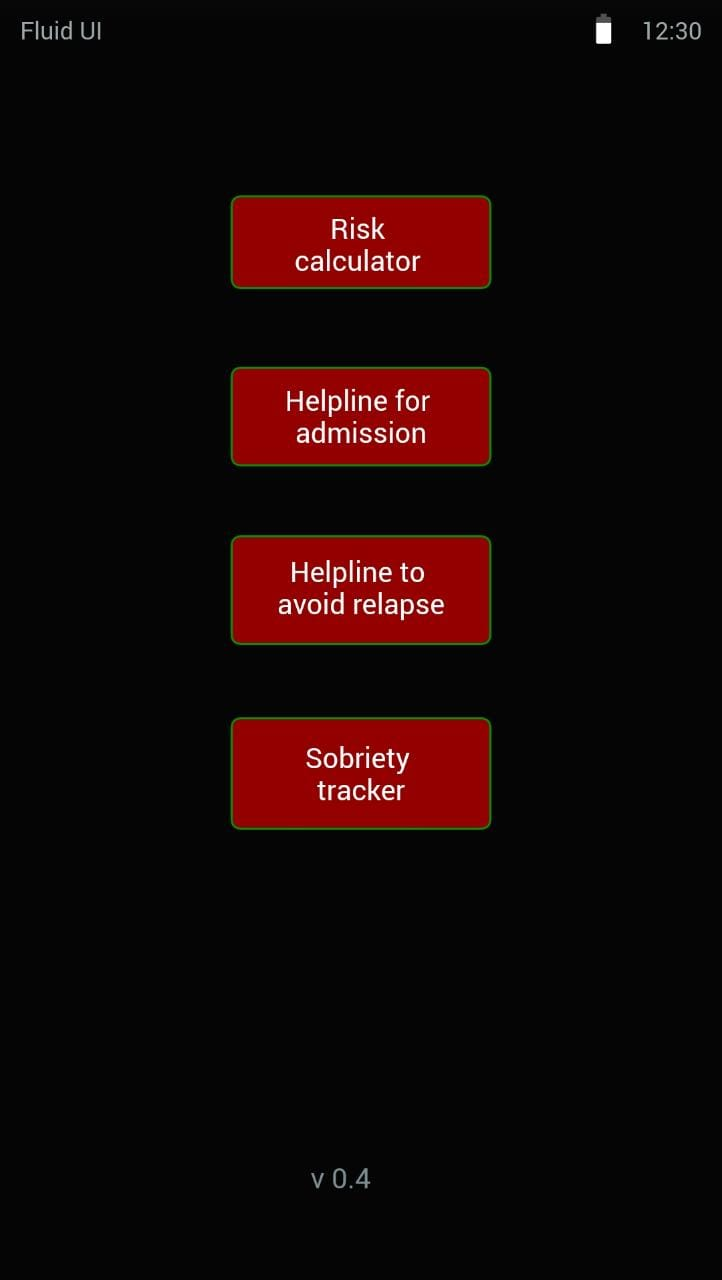 Fluid UI 12:30
Risk
calculator
Helpline for
admission
Helpline to
avoid relapse
Sobriety
tracker
v 0.4